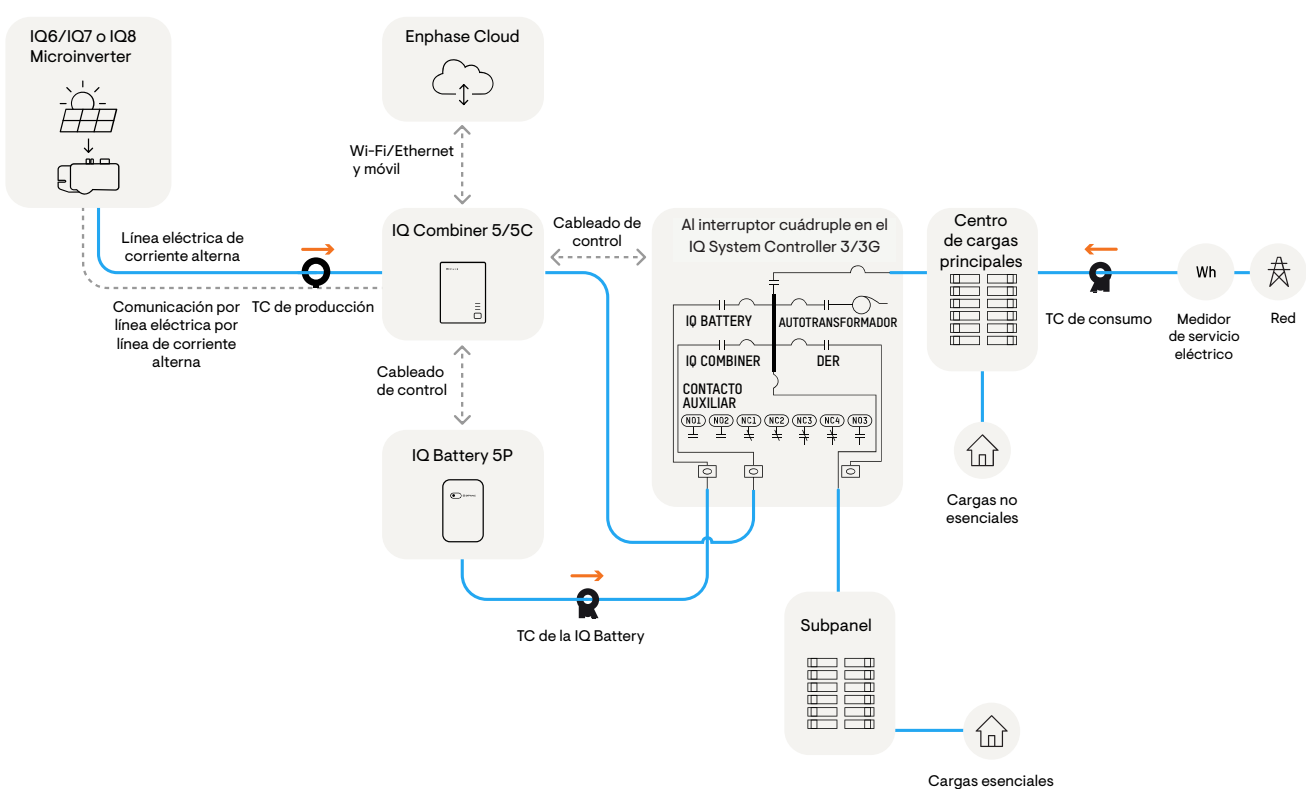 IQ6/IQ7 o IQ8
Microinverter
Enphase Cloud
Wi-Fi/Ethernet
y móvil
Línea eléctrica de
corriente alterna
Comunicación por
línea eléctrica por
línea de corriente
alterna
TC de producción
IQ Combiner 5/5C
Cableado de
control
Cableado
de control
IQ Battery 5P
TC de la IQ Battery
Al interruptor cuádruple en el
IQ System Controller 3/3G
IQ BATTERY
AUTOTRANSFORMADOR
IQ COMBINER
DER
CONTACTO
AUXILIAR
NO1 NO2 NC1 NC2 NC3 NC4 NO3
Centro
de cargas
principales
TC de consumo
Wh
Medidor
de servicio
eléctrico
Red
Cargas no
esenciales
Subpanel
Cargas esenciales